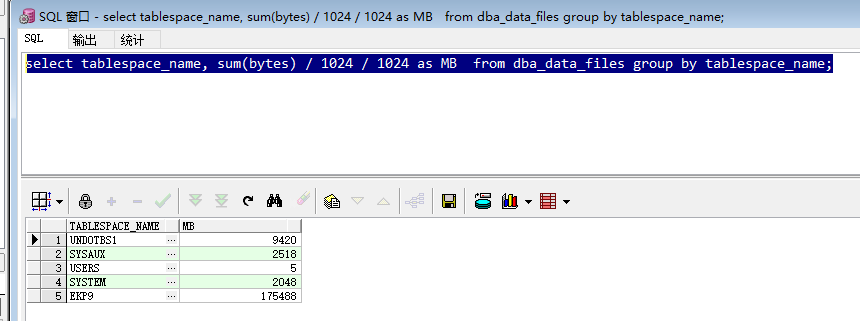 SQL 窗口 - select tablespace_name, sum(bytes) / 1024 / 1024 as MB from dba_data_files group by tablespace_name;
SQL 输出 统计
select tablespace_name, sum(bytes) / 1024 / 1024 as MB from dba_data_files group by tablespace_name;
TABLESPACE_NAME MB
1 UNDOTBS1 ... 9420
2 SYSAUX ... 2518
3 USERS ... 5
4 SYSTEM ... 2048
5 EKP9 ... 175488